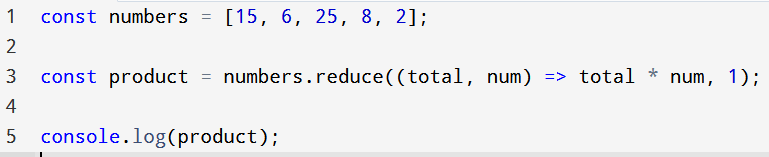 1 const numbers = [15, 6, 25, 8, 2];
2
3 const product = numbers.reduce((total, num) => total * num, 1);
4
5 console.log(product);